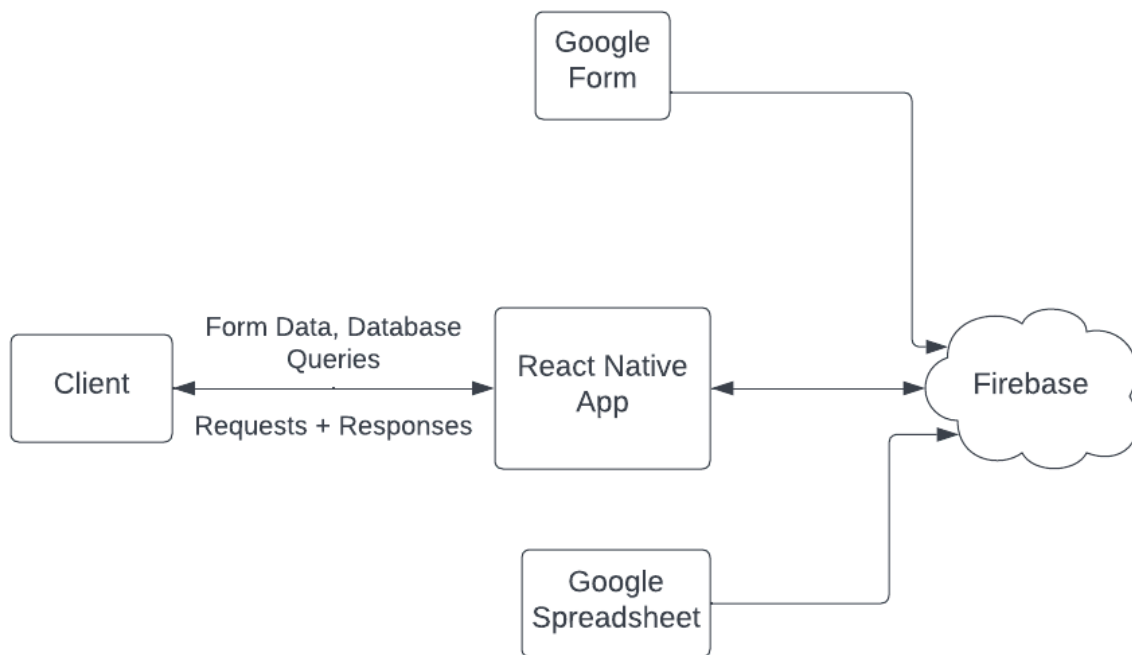 Google
Form
Form Data, Database
Queries
Client
React Native
App
Firebase
Requests + Responses
Google
Spreadsheet